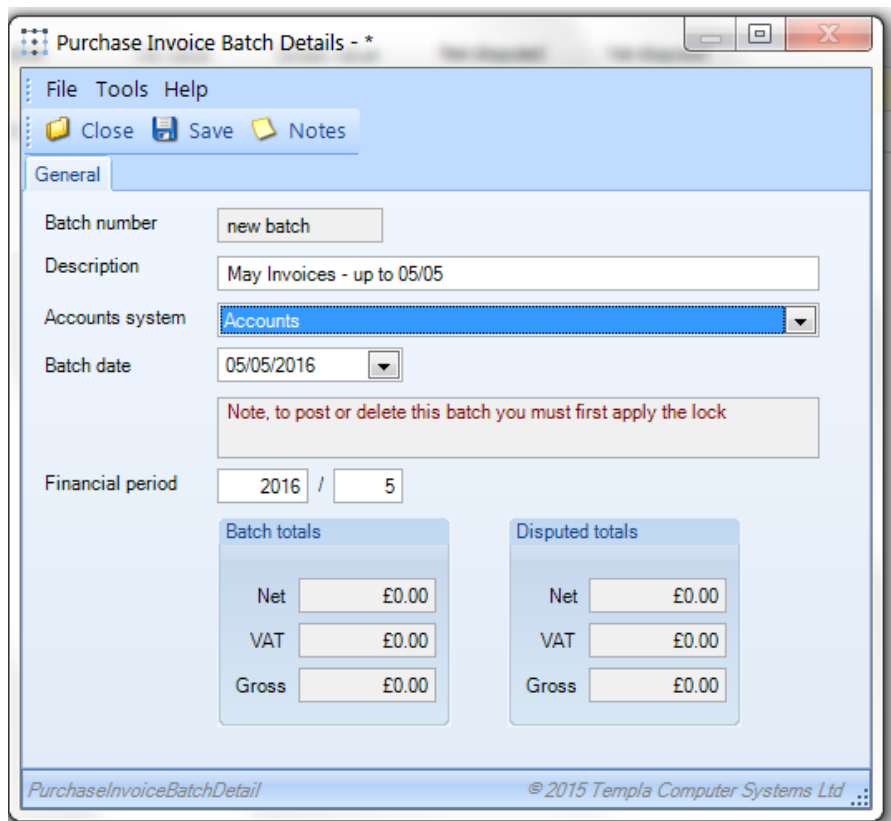 Purchase Invoice Batch Details - *
File Tools Help
Close Save Notes
General
Batch number new batch
Description May Invoices - up to 05/05
Accounts system Accounts
Batch date 05/05/2016
Note, to post or delete this batch you must first apply the lock
Financial period 2016 / 5
Batch totals Disputed totals
Net £0.00 Net £0.00
VAT £0.00 VAT £0.00
Gross £0.00 Gross £0.00
PurchaseInvoiceBatchDetail © 2015 Templa Computer Systems Ltd